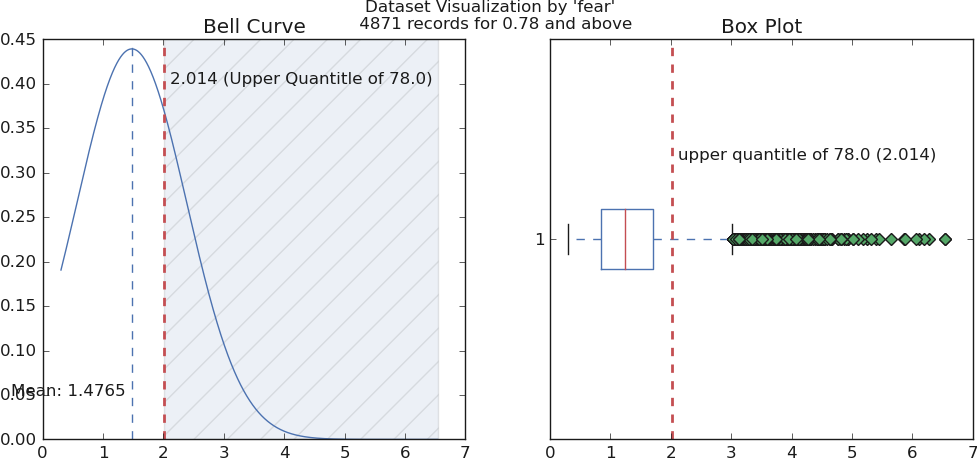 Dataset Visualization by 'fear'
4871 records for 0.78 and above
Bell Curve
0.45
0.40
0.35
0.30
0.25
0.20
0.15
0.10
0.05
0.00
2.014 (Upper Quantitle of 78.0)
Mean: 1.4765
0 1 2 3 4 5 6 7
Box Plot
upper quantitle of 78.0 (2.014)
1
0 1 2 3 4 5 6 7